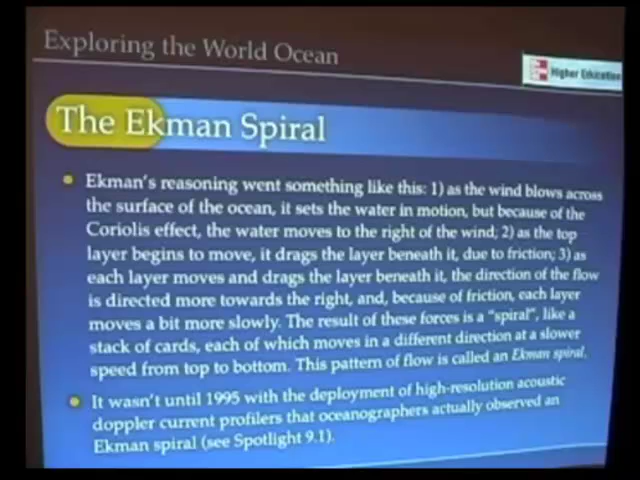 Exploring the World Ocean
Higher Education
The Ekman Spiral
Ekman's reasoning went something like this: 1) as the wind blows across
the surface of the ocean, it sets the water in motion, but because of the
Coriolis effect, the water moves to the right of the wind; 2) as the top
layer begins to move, it drags the layer beneath it, due to friction; 3) as
each layer moves and drags the layer beneath it, the direction of the flow
is directed more towards the right, and, because of friction, each layer
moves a bit more slowly. The result of these forces is a "spiral", like a
stack of cards, each of which moves in a different direction at a slower
speed from top to bottom. This pattern of flow is called an Ekman spiral.
It wasn't until 1995 with the deployment of high-resolution acoustic
doppler current profilers that oceanographers actually observed an
Ekman spiral (see Spotlight 9.1).